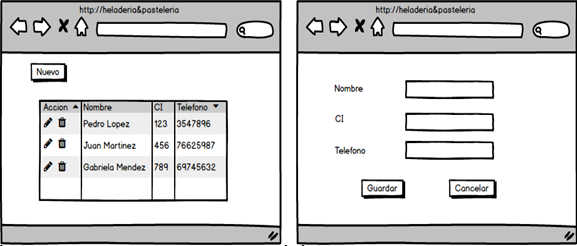 http://heladeria&pasteleria
Nuevo
Accion Nombre CI Telefono
Pedro Lopez 123 3547896
Juan Martinez 456 76625987
Gabriela Mendez 789 69745632
http://heladeria&pasteleria
Nombre
CI
Telefono
Guardar Cancelar